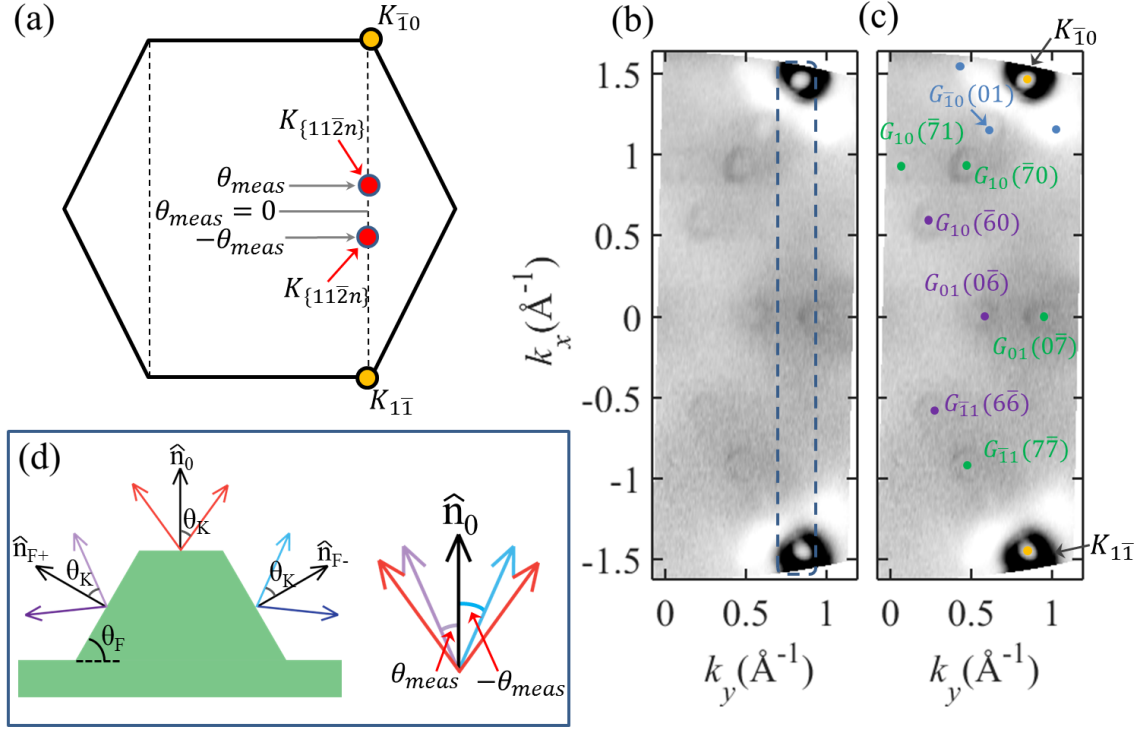 (a)
K_{\bar{1}0}
K_{\{11\bar{2}n\}}
θ_{meas}
θ_{meas} = 0
-θ_{meas}
K_{\{11\bar{2}n\}}
K_{1\bar{1}}
(b)
1.5
1
0.5
0
-0.5
-1
-1.5
k_x(Å^{-1})
0
0.5
1
k_y(Å^{-1})
(c)
K_{\bar{1}0}
G_{\bar{1}0}(01)
G_{10}(\bar{7}1)
G_{10}(\bar{7}0)
G_{10}(\bar{6}0)
G_{01}(0\bar{6})
G_{01}(0\bar{7})
G_{\bar{1}1}(6\bar{6})
G_{\bar{1}1}(7\bar{7})
K_{1\bar{1}}
0
0.5
1
k_y(Å^{-1})
(d)
n̂_0
θ_K
n̂_{F+}
θ_K
n̂_{F-}
θ_K
θ_F
n̂_0
θ_{meas}
-θ_{meas}